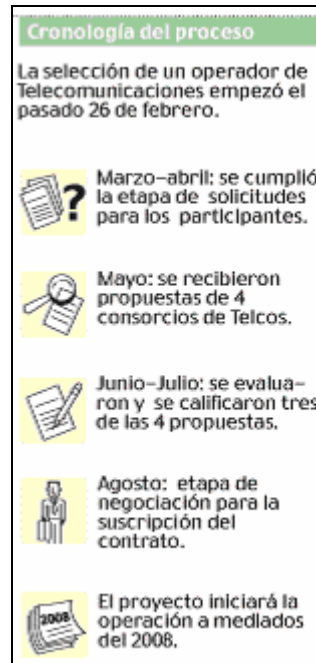 Cronología del proceso
La selección de un operador de
Telecomunicaciones empezó el
pasado 26 de febrero.
Marzo-abril: se cumplió
la etapa de solicitudes
para los participantes.
Mayo: se recibieron
propuestas de 4
consorcios de Telcos.
Junio-Julio: se evalua-
ron y se calificaron tres
de las 4 propuestas.
Agosto: etapa de
negociación para la
suscripción del
contrato.
2008
El proyecto iniciará la
operación a mediados
del 2008.